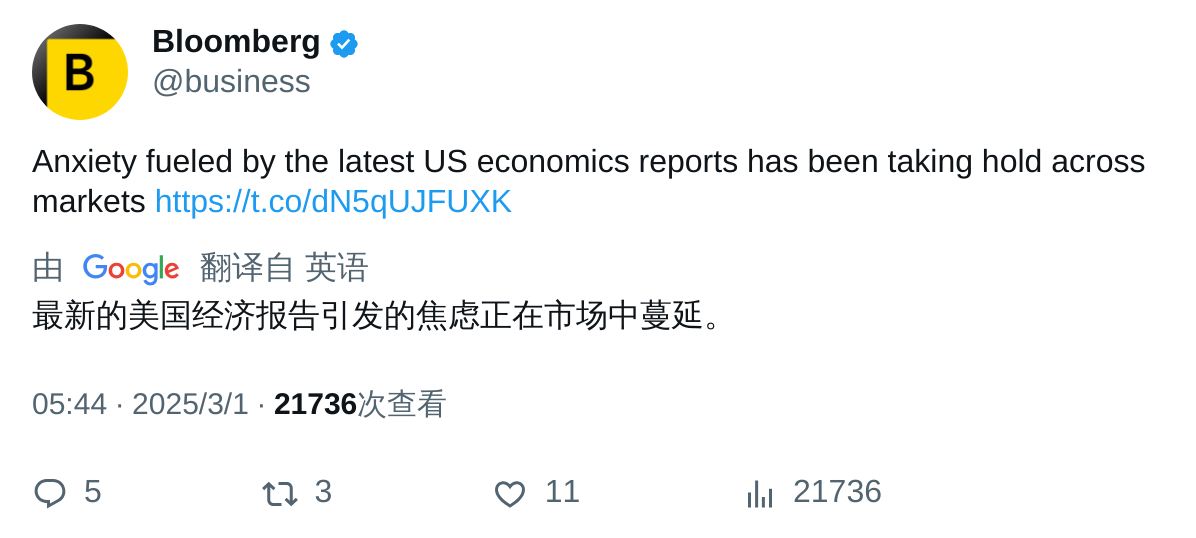 B
Bloomberg
@business
Anxiety fueled by the latest US economics reports has been taking hold across
markets https://t.co/dN5qUJFUXK
由 Google 翻译自 英语
最新的美国经济报告引发的焦虑正在市场中蔓延。
05:44 · 2025/3/1 · 21736次查看
5 3 11 21736